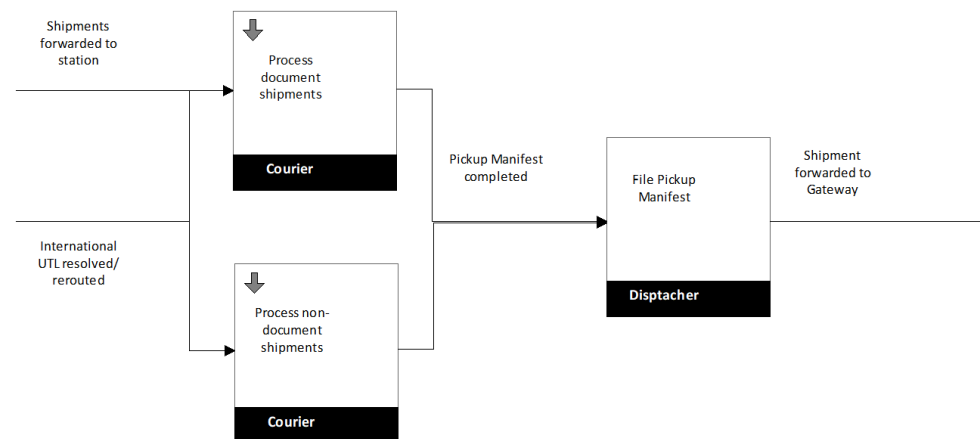 Shipments
forwarded to
station
Process
document
shipments
Courier
International
UTL resolved/
rerouted
Process non-
document
shipments
Courier
Pickup Manifest
completed
File Pickup
Manifest
Disptacher
Shipment
forwarded to
Gateway